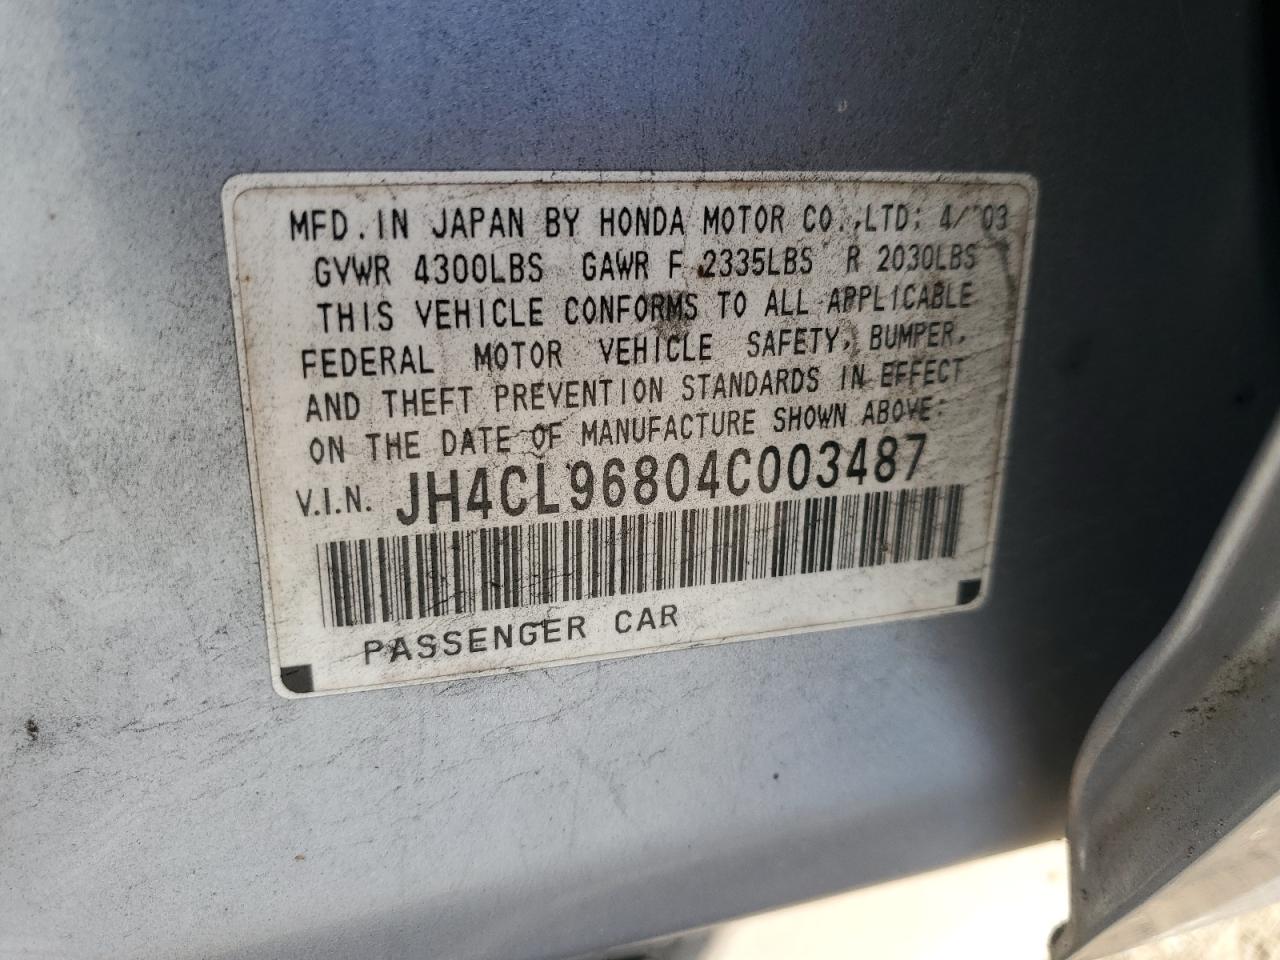 MFD. IN JAPAN BY HONDA MOTOR CO., LTD; 4/ 03
GVWR 4300LBS GAWR F 2335LBS R 2030LBS
THIS VEHICLE CONFORMS TO ALL APPLICABLE
FEDERAL MOTOR VEHICLE SAFETY, BUMPER,
AND THEFT PREVENTION STANDARDS IN EFFECT
ON THE DATE OF MANUFACTURE SHOWN ABOVE:
V.I.N. JH4CL96804C003487
PASSENGER CAR